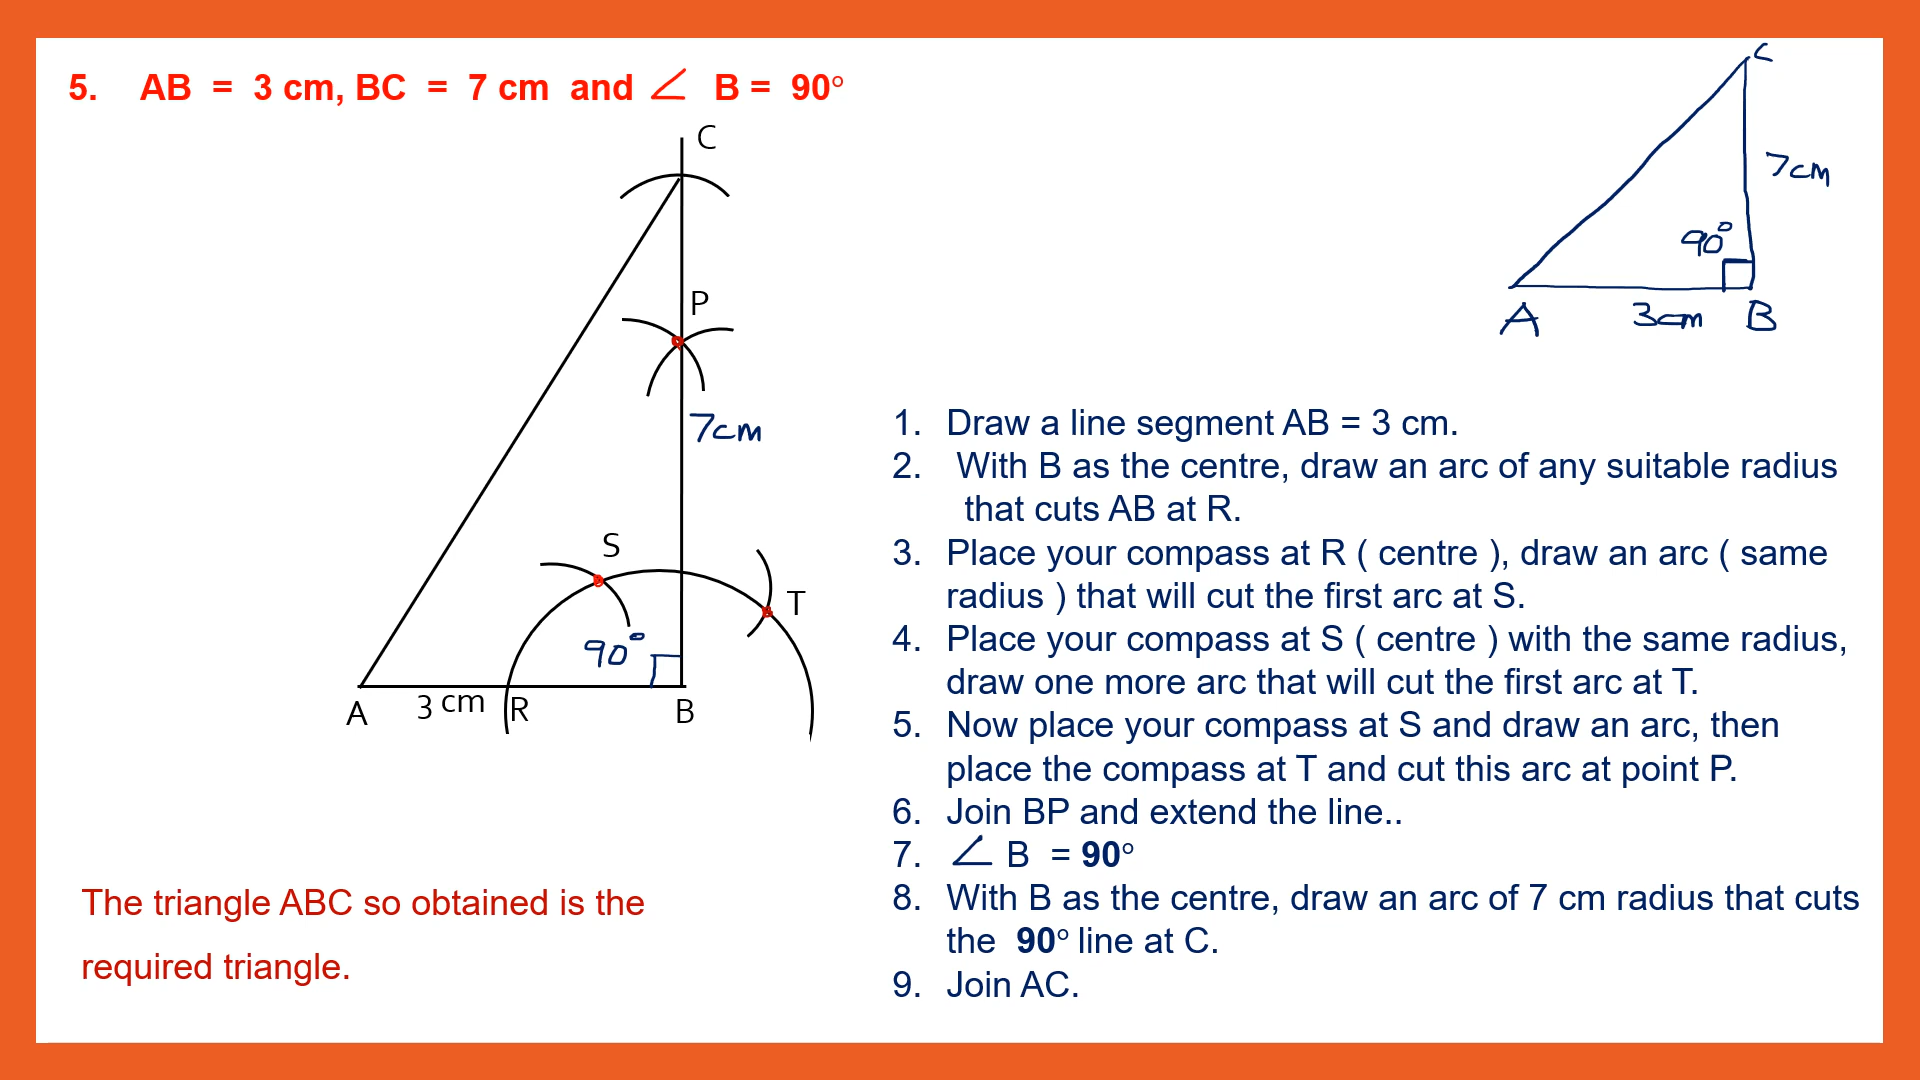 5. AB = 3 cm, BC = 7 cm and ∠ B = 90°
C
C
7cm
90°
A 3cm B
P
7cm
S
T
90°
A 3 cm R B
1. Draw a line segment AB = 3 cm.
2. With B as the centre, draw an arc of any suitable radius
that cuts AB at R.
3. Place your compass at R ( centre ), draw an arc ( same
radius ) that will cut the first arc at S.
4. Place your compass at S ( centre ) with the same radius,
draw one more arc that will cut the first arc at T.
5. Now place your compass at S and draw an arc, then
place the compass at T and cut this arc at point P.
6. Join BP and extend the line..
7. ∠ B = 90°
8. With B as the centre, draw an arc of 7 cm radius that cuts
the 90° line at C.
9. Join AC.
The triangle ABC so obtained is the
required triangle.